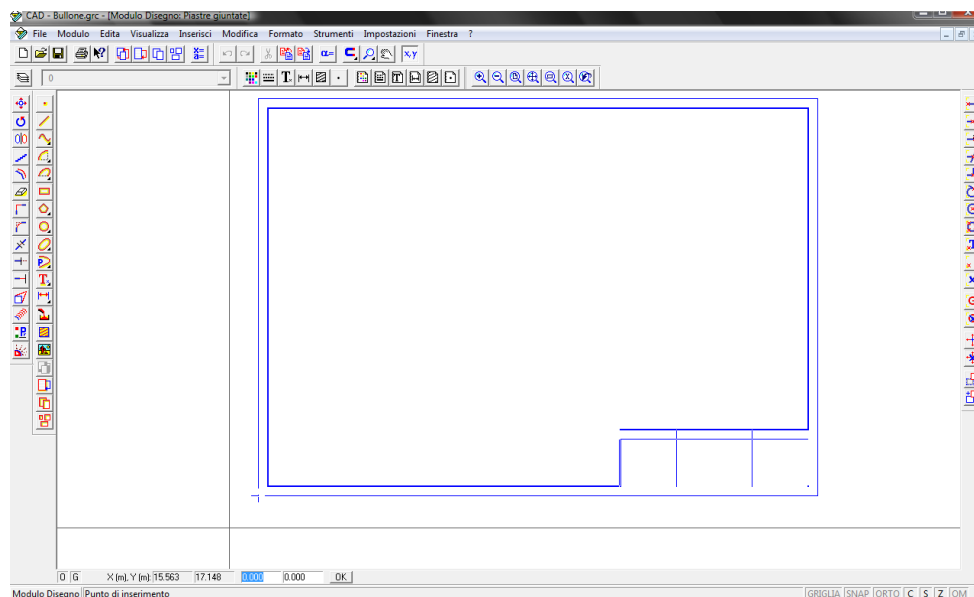 CAD - Bullone.grc - [Modulo Disegno: Piastre giuntate]
File Modulo Edita Visualizza Inserisci Modifica Formato Strumenti Impostazioni Finestra ?
α= x,y
0
O G X (m), Y (m): 15.563 17.148 0.000 0.000 OK
Modulo Disegno Punto di inserimento GRIGLIA SNAP ORTO C S Z OM